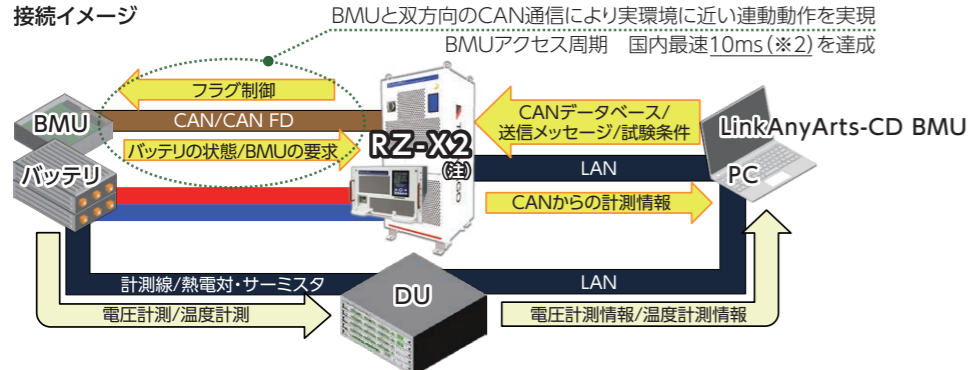 接続イメージ
BMUと双方向のCAN通信により実環境に近い連動動作を実現
BMUアクセス周期 国内最速10ms(※2)を達成
フラグ制御
BMU
CAN/CAN FD
バッテリの状態/BMUの要求
バッテリ
RZ-X2
(注)
CANデータベース/
送信メッセージ/試験条件
LinkAnyArts-CD BMU
PC
LAN
CANからの計測情報
計測線/熱電対・サーミスタ
DU
LAN
電圧計測/温度計測
電圧計測情報/温度計測情報